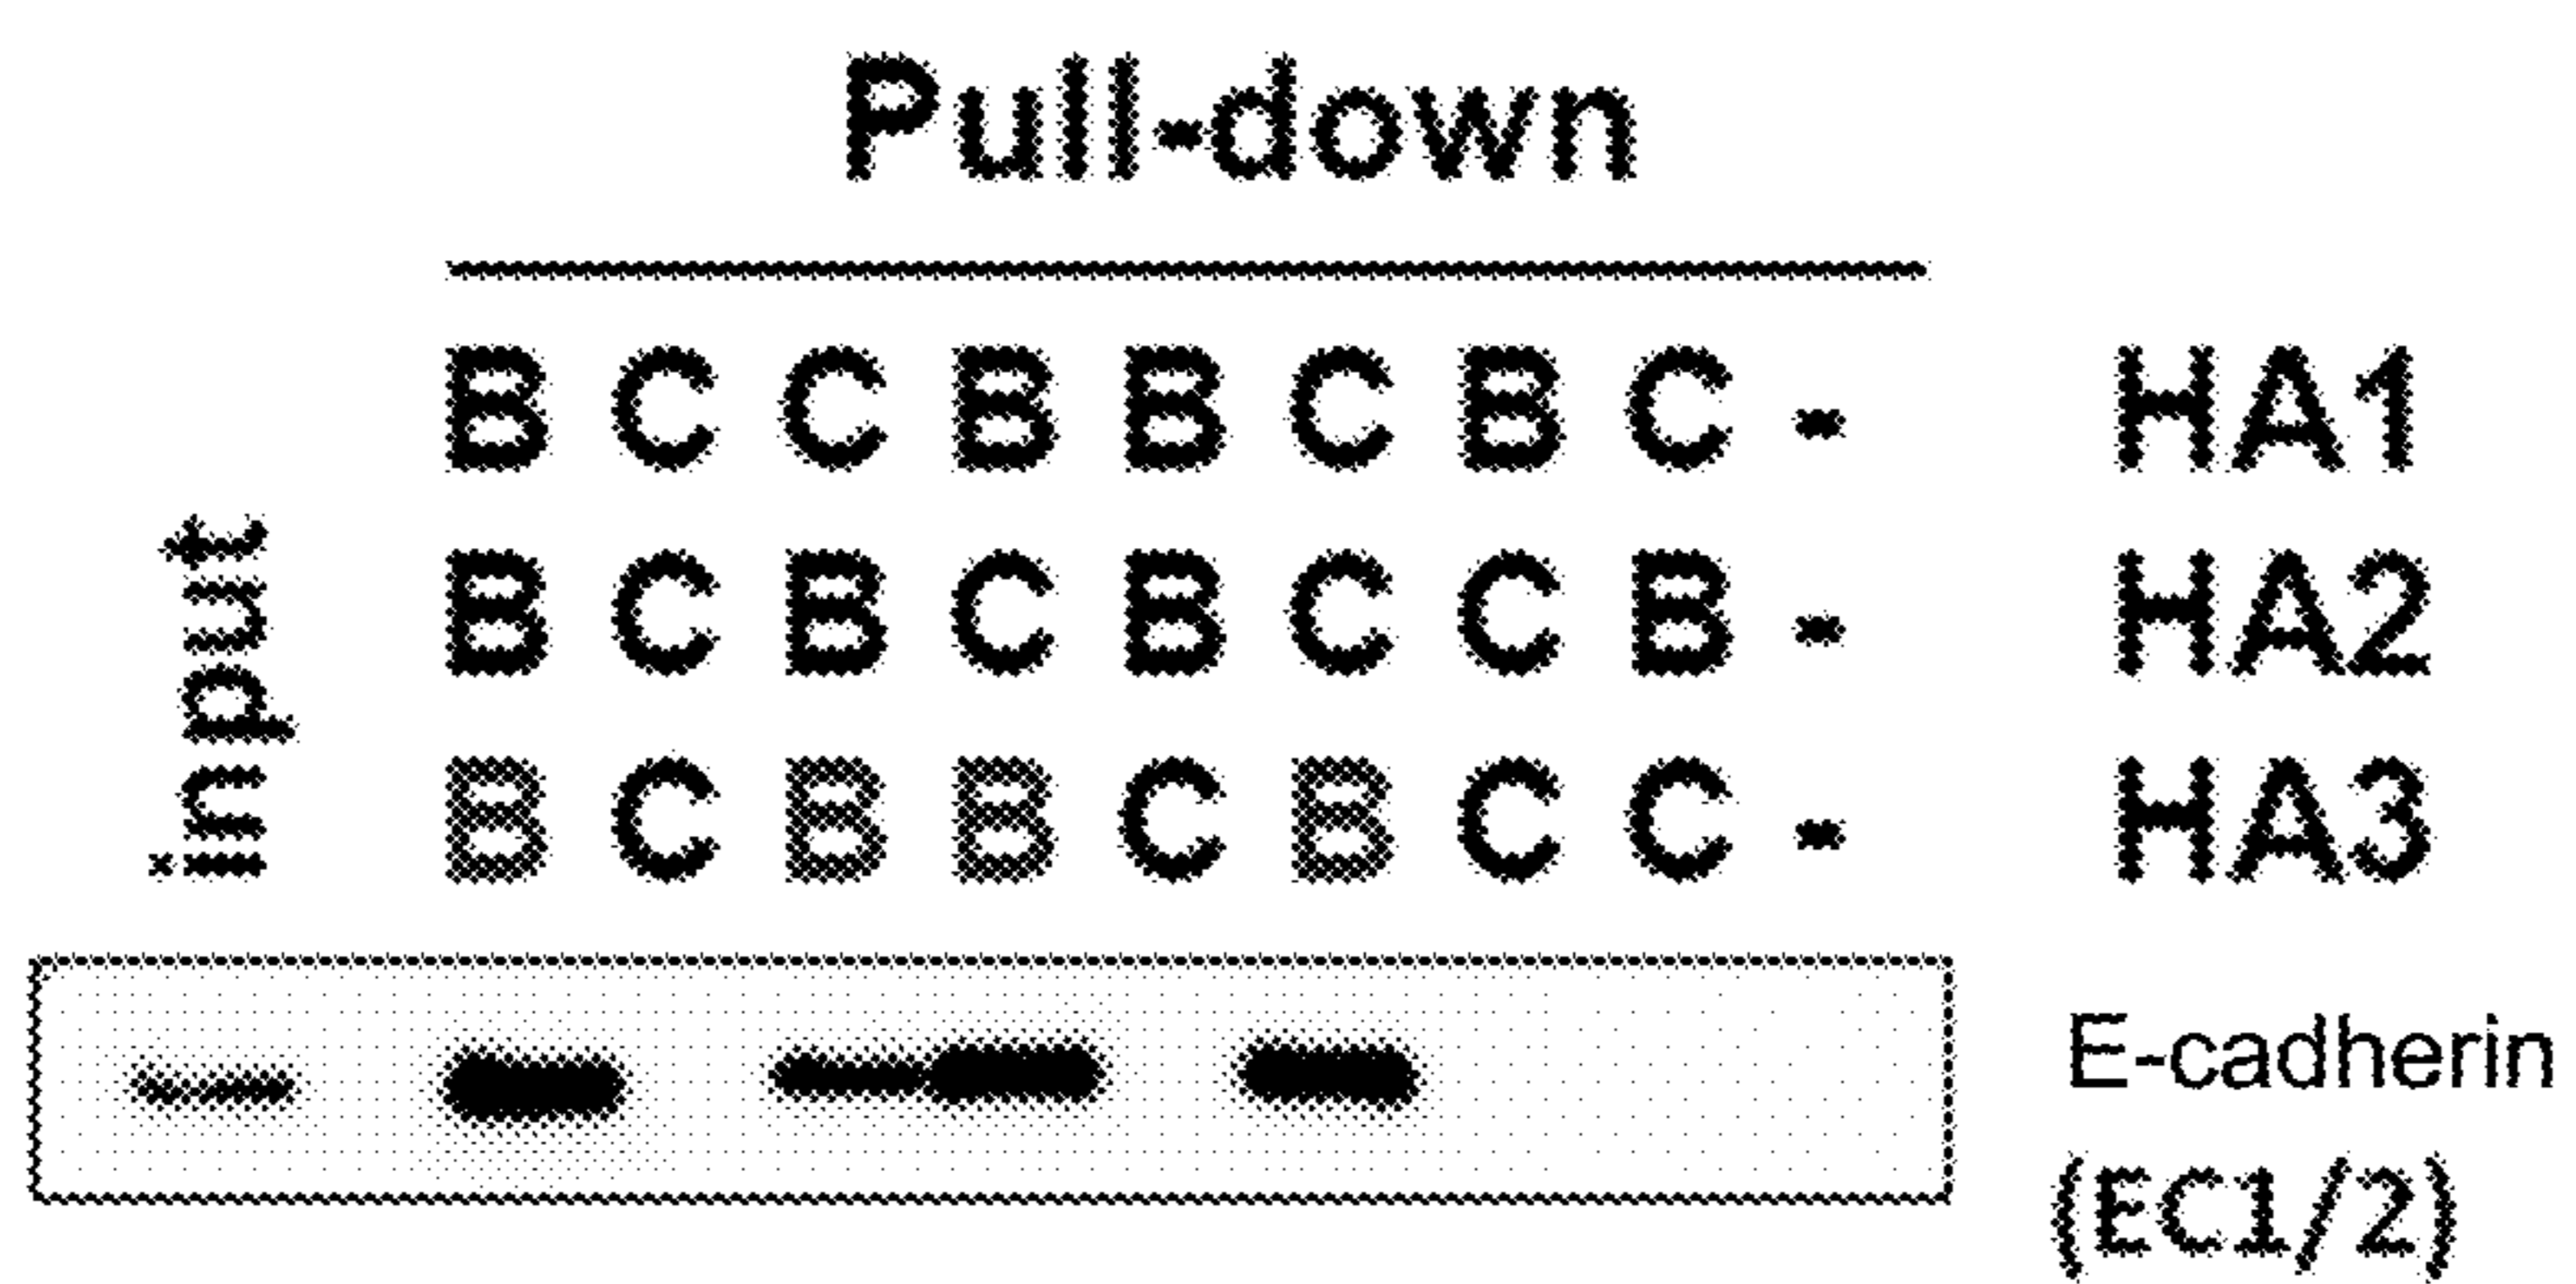 Pull-down
B C C B B C B C - HA1
B C B C B C C B - HA2
B C B B C B C C - HA3
input
E-cadherin
(EC1/2)